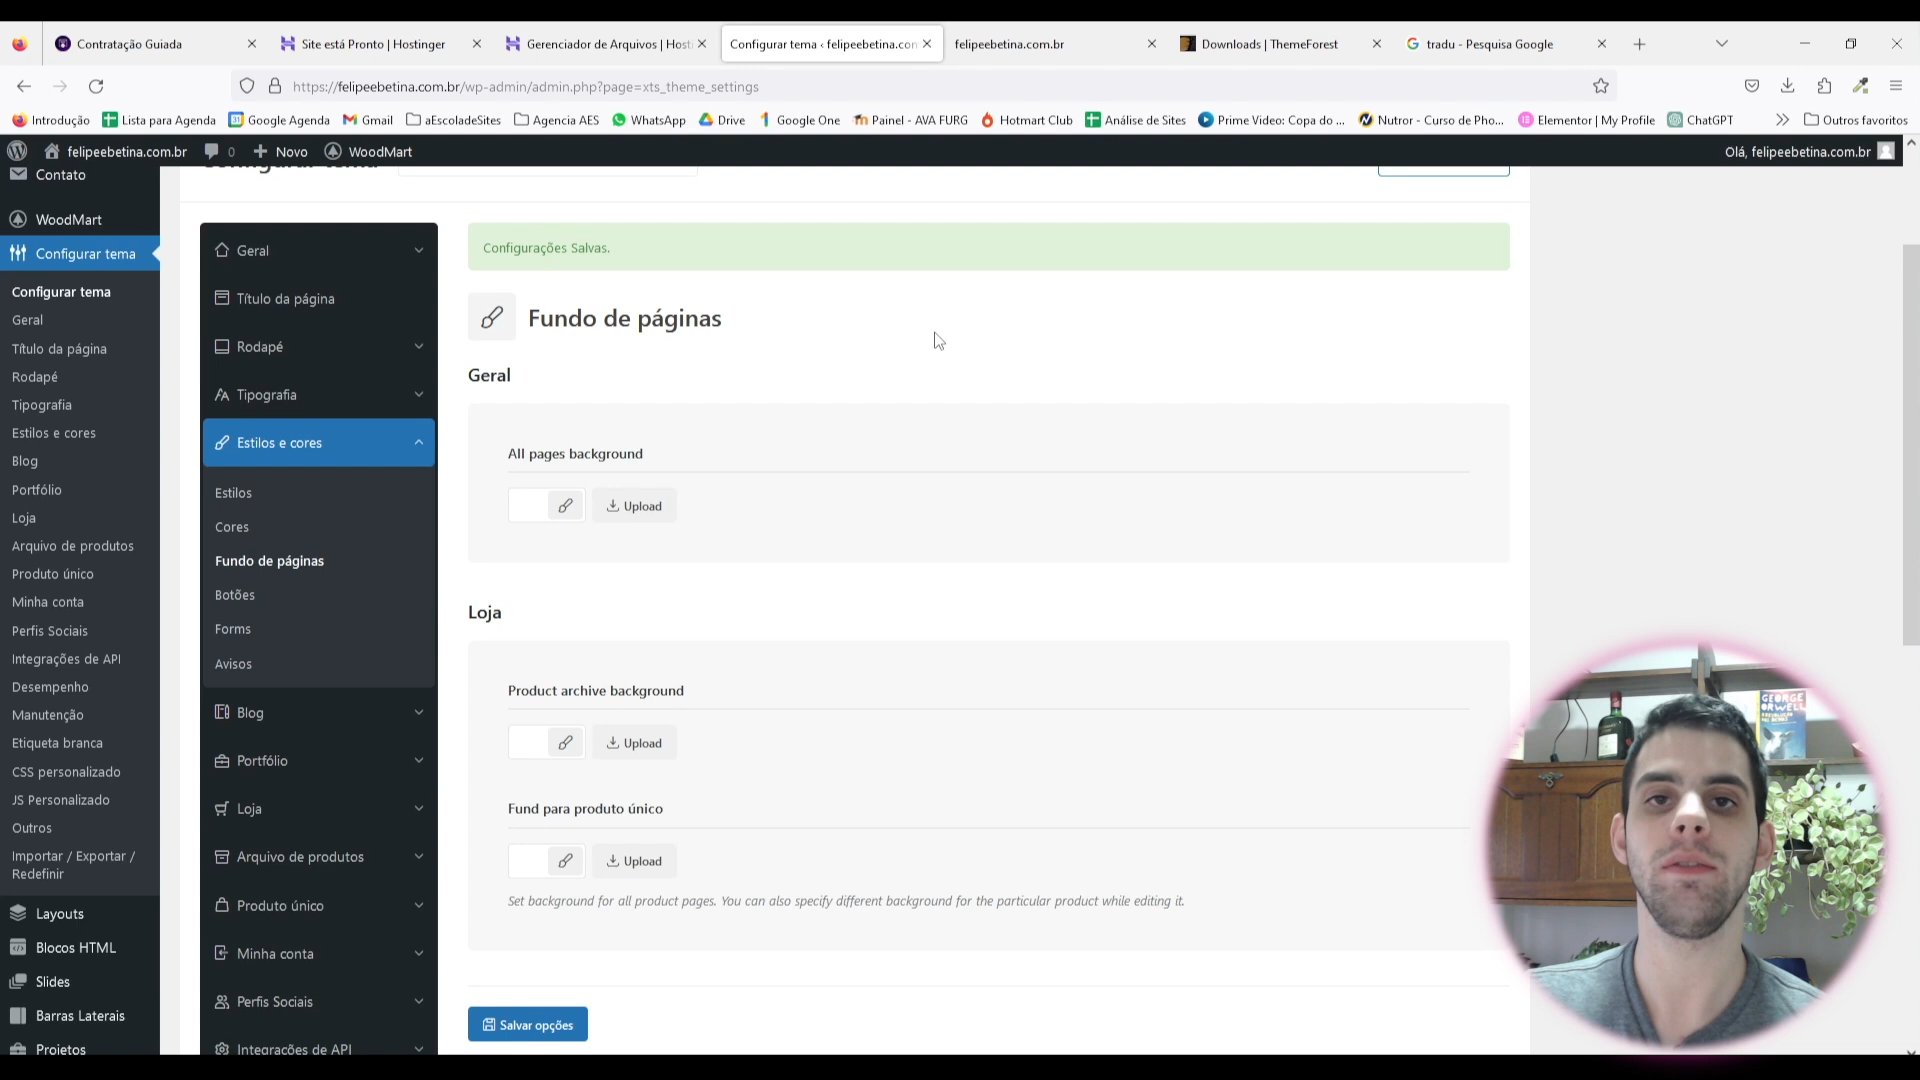 Contratação Guiada
Site está Pronto | Hostinger
Gerenciador de Arquivos | Host
Configurar tema ‹ felipeebetina.con
felipeebetina.com.br
Downloads | ThemeForest
tradu - Pesquisa Google
https://felipeebetina.com.br/wp-admin/admin.php?page=xts_theme_settings
Introdução
Lista para Agenda
Google Agenda
Gmail
aEscoladeSites
Agencia AES
WhatsApp
Drive
Google One
Painel - AVA FURG
Hotmart Club
Análise de Sites
Prime Video: Copa do ...
Nutror - Curso de Pho...
Elementor | My Profile
ChatGPT
Outros favoritos
felipeebetina.com.br
0
Novo
WoodMart
Olá, felipeebetina.com.br
Contato
WoodMart
Configurar tema
Configurar tema
Geral
Título da página
Rodapé
Tipografia
Estilos e cores
Blog
Portfólio
Loja
Arquivo de produtos
Produto único
Minha conta
Perfis Sociais
Integrações de API
Desempenho
Manutenção
Etiqueta branca
CSS personalizado
JS Personalizado
Outros
Importar / Exportar /
Redefinir
Layouts
Blocos HTML
Slides
Barras Laterais
Projetos
Geral
Título da página
Rodapé
Tipografia
Estilos e cores
Estilos
Cores
Fundo de páginas
Botões
Forms
Avisos
Blog
Portfólio
Loja
Arquivo de produtos
Produto único
Minha conta
Perfis Sociais
Integrações de API
Configurações Salvas.
Fundo de páginas
Geral
All pages background
Upload
Loja
Product archive background
Upload
Fund para produto único
Upload
Set background for all product pages. You can also specify different background for the particular product while editing it.
Salvar opções
GEORGE
ORWELL